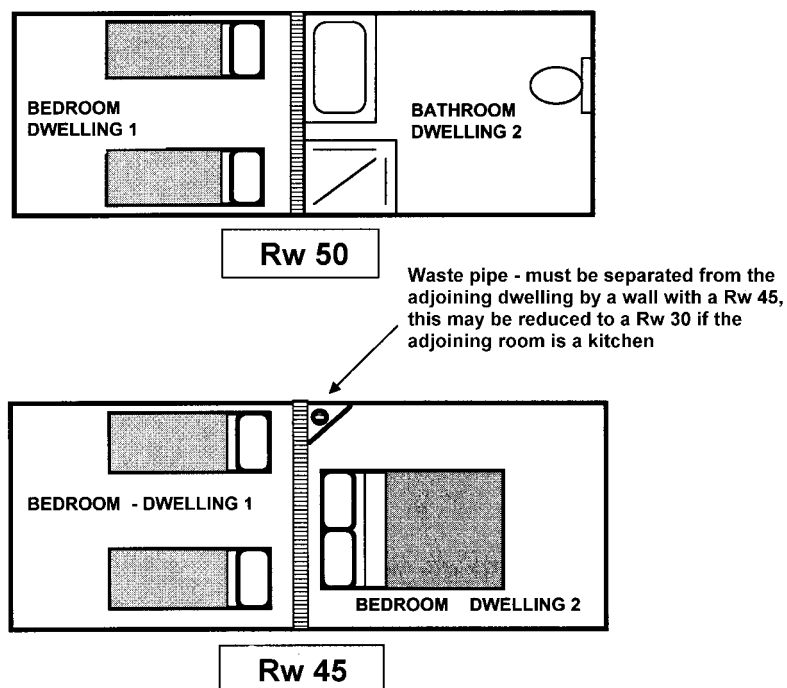 BEDROOM
DWELLING 1
BATHROOM
DWELLING 2
Rw 50
Waste pipe - must be separated from the
adjoining dwelling by a wall with a Rw 45,
this may be reduced to a Rw 30 if the
adjoining room is a kitchen
BEDROOM - DWELLING 1
BEDROOM DWELLING 2
Rw 45